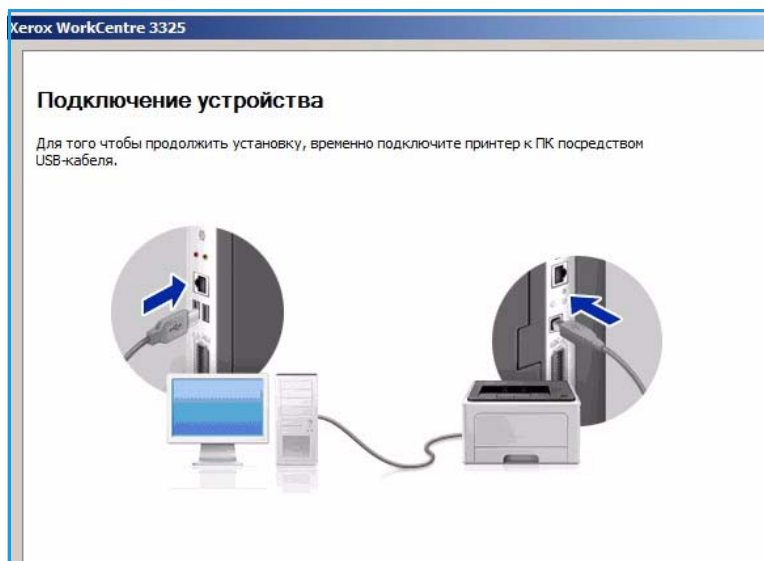 Xerox WorkCentre 3325
Подключение устройства
Для того чтобы продолжить установку, временно подключите принтер к ПК посредством
USB-кабеля.